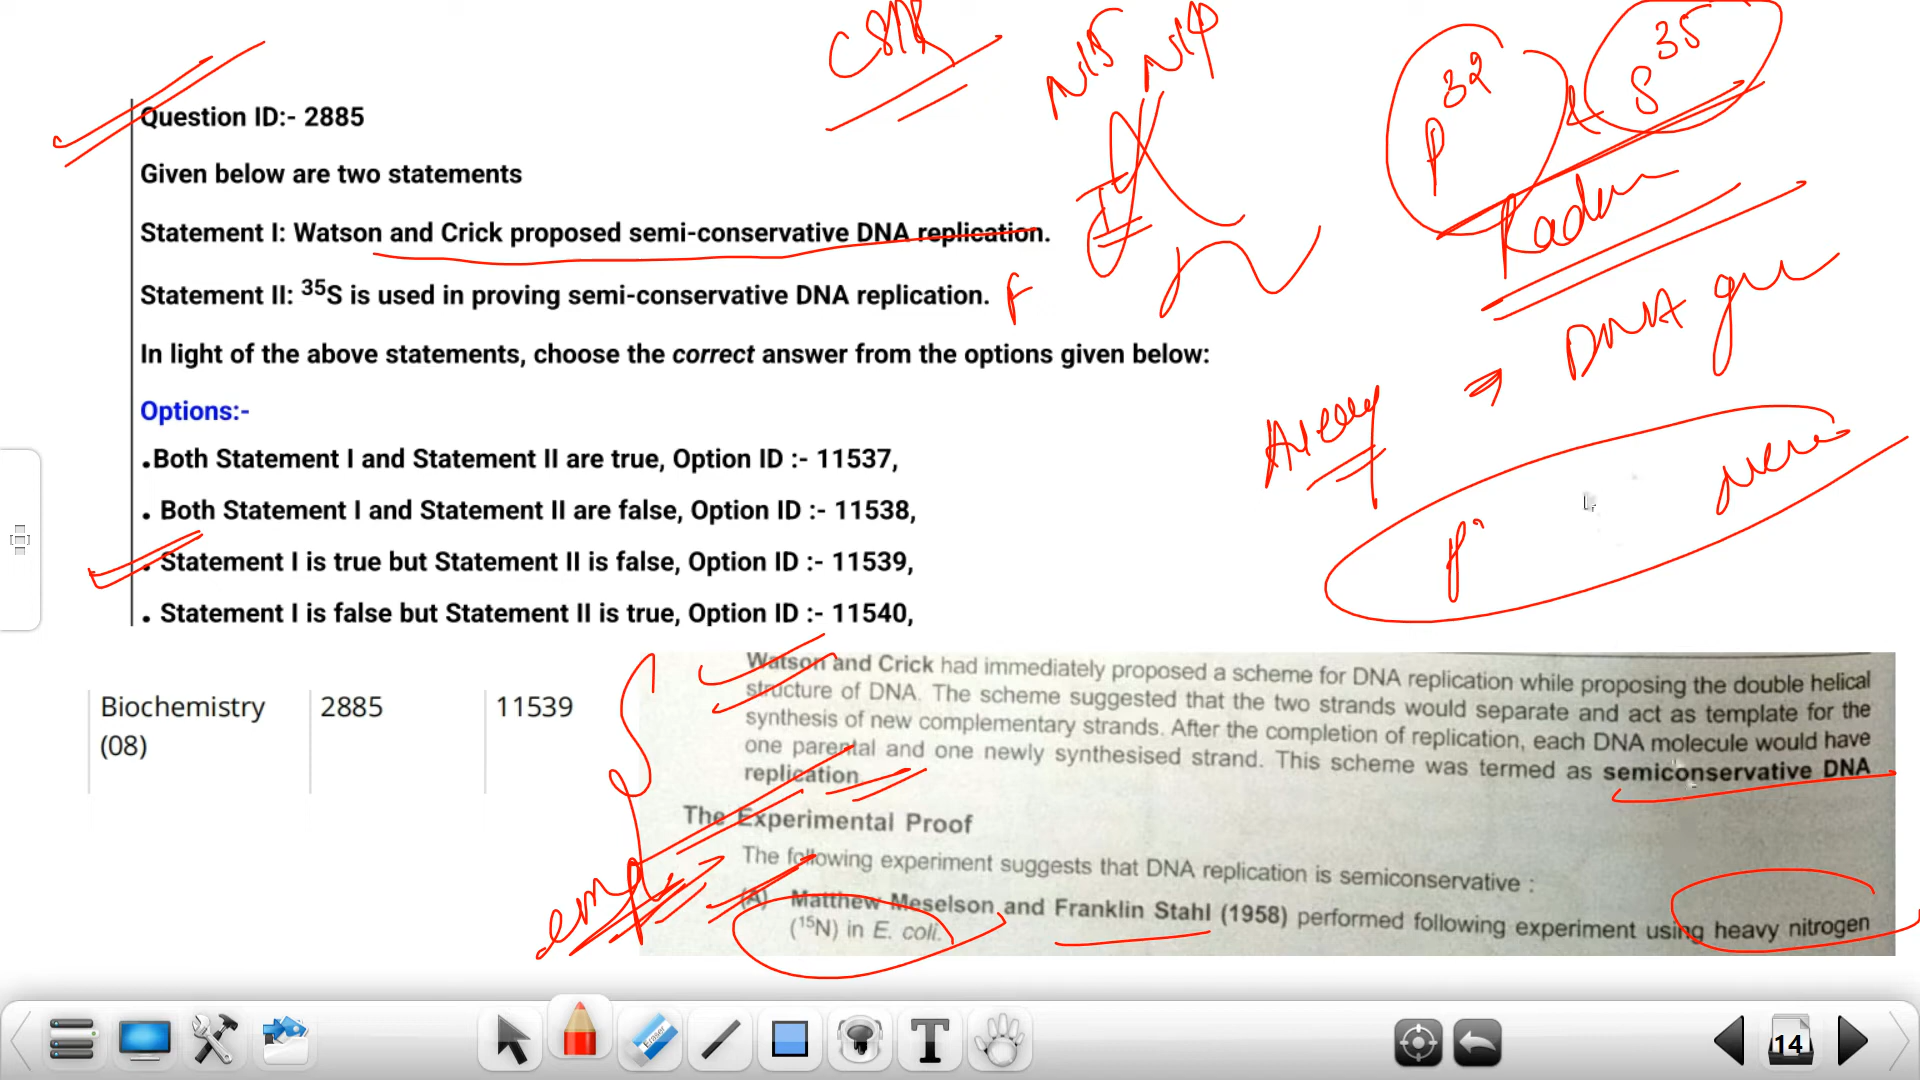 CSIR
N15 N14
P32 & S35
Question ID:- 2885
Given below are two statements
Statement I: Watson and Crick proposed semi-conservative DNA replication.
Statement II: 35S is used in proving semi-conservative DNA replication. F
DNA
In light of the above statements, choose the correct answer from the options given below:
Options:-
.Both Statement I and Statement II are true, Option ID :- 11537,
. Both Statement I and Statement II are false, Option ID :- 11538,
. Statement I is true but Statement II is false, Option ID :- 11539,
. Statement I is false but Statement II is true, Option ID :- 11540,
Biochemistry (08) 2885 11539
Watson and Crick had immediately proposed a scheme for DNA replication while proposing the double helical
structure of DNA. The scheme suggested that the two strands would separate and act as template for the
synthesis of new complementary strands. After the completion of replication, each DNA molecule would have
one parental and one newly synthesised strand. This scheme was termed as semiconservative DNA
replication
The Experimental Proof
The following experiment suggests that DNA replication is semiconservative :
(A) Matthew Meselson and Franklin Stahl (1958) performed following experiment using heavy nitrogen
(15N) in E. coli.
Eraser
T
14